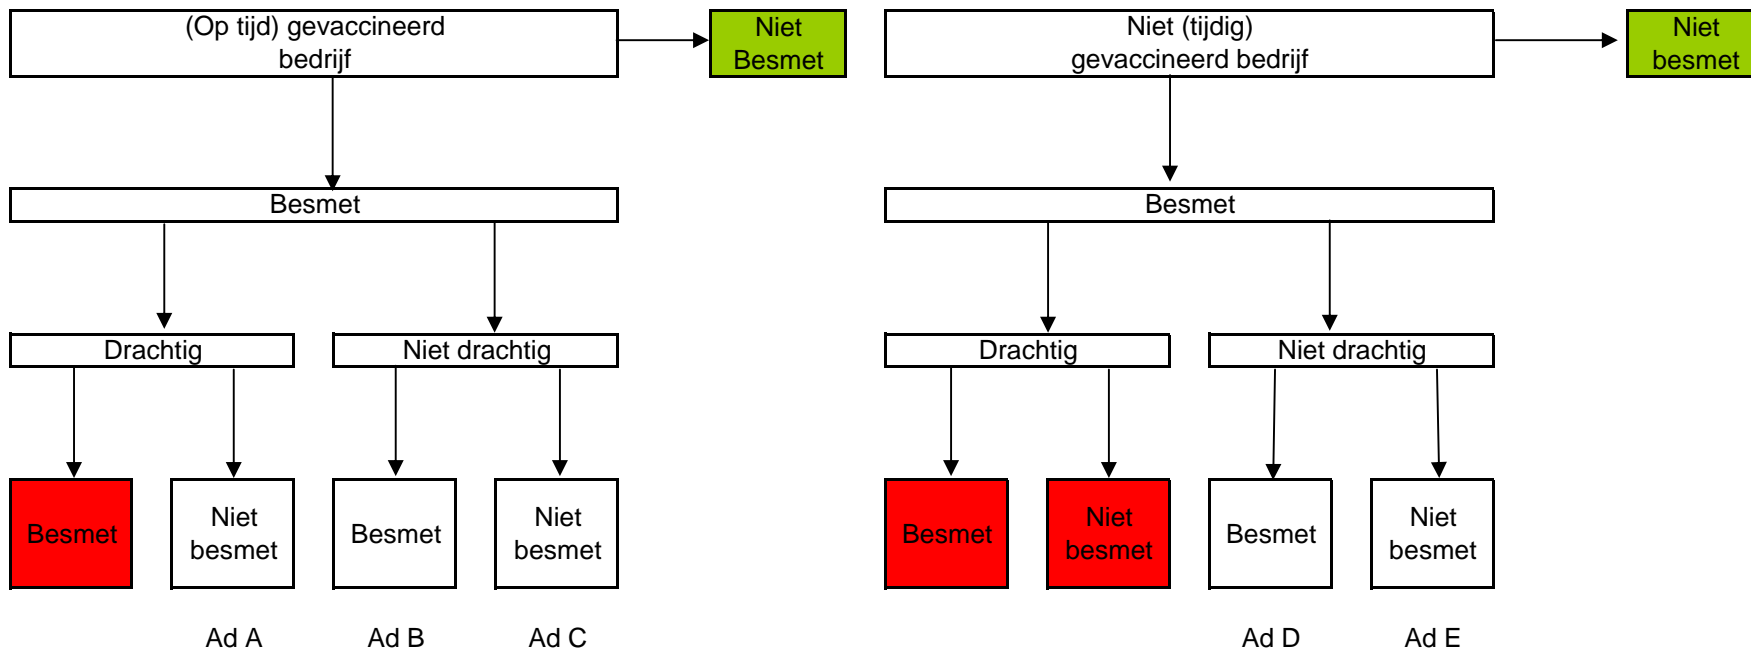 (Op tijd) gevaccineerd
bedrijf
Niet
Besmet
Niet (tijdig)
gevaccineerd bedrijf
Niet
besmet
Besmet
Besmet
Drachtig
Niet drachtig
Drachtig
Niet drachtig
Besmet
Niet
besmet
Besmet
Niet
besmet
Besmet
Niet
besmet
Besmet
Niet
besmet
Ad A
Ad B
Ad C
Ad D
Ad E